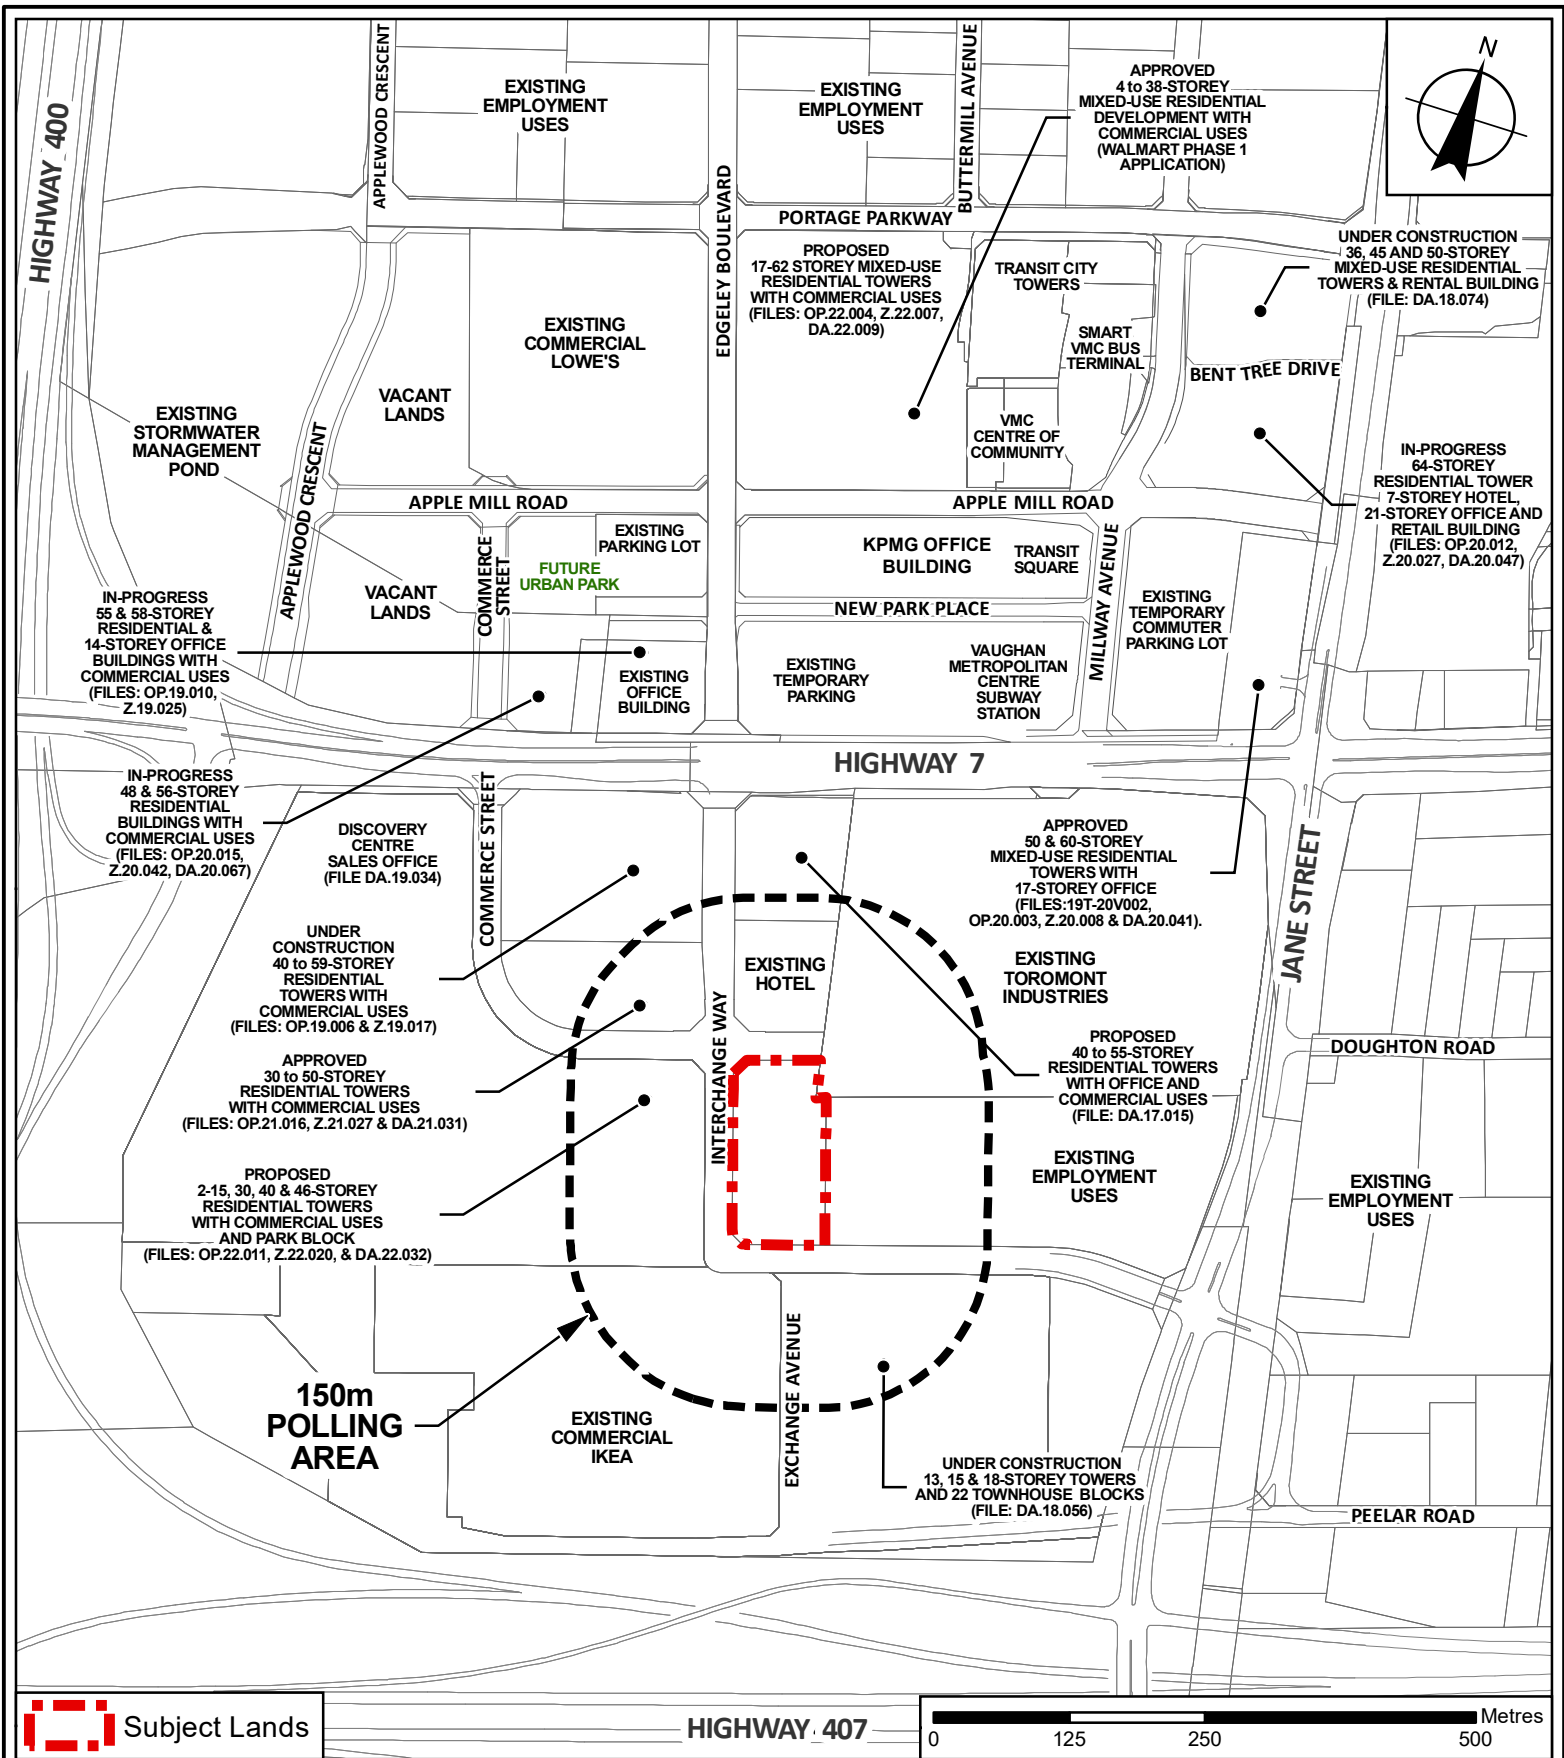 N
HIGHWAY 400
APPLEWOOD CRESCENT
EXISTING
EMPLOYMENT
USES
EDGELEY BOULEVARD
EXISTING
EMPLOYMENT
USES
BUTTERMILL AVENUE
APPROVED
4 to 38-STOREY
MIXED-USE RESIDENTIAL
DEVELOPMENT WITH
COMMERCIAL USES
(WALMART PHASE 1
APPLICATION)
PORTAGE PARKWAY
PROPOSED
17-62 STOREY MIXED-USE
RESIDENTIAL TOWERS
WITH COMMERCIAL USES
(FILES: OP.22.004, Z.22.007,
DA.22.009)
TRANSIT CITY
TOWERS
SMART
VMC BUS
TERMINAL
UNDER CONSTRUCTION
36, 45 AND 50-STOREY
MIXED-USE RESIDENTIAL
TOWERS & RENTAL BUILDING
(FILE: DA.18.074)
BENT TREE DRIVE
EXISTING
COMMERCIAL
LOWE'S
VACANT
LANDS
EXISTING
STORMWATER
MANAGEMENT
POND
VMC
CENTRE OF
COMMUNITY
IN-PROGRESS
64-STOREY
RESIDENTIAL TOWER
7-STOREY HOTEL,
21-STOREY OFFICE AND
RETAIL BUILDING
(FILES: OP.20.012,
Z.20.027, DA.20.047)
APPLEWOOD CRESCENT
APPLE MILL ROAD
APPLE MILL ROAD
COMMERCE
STREET
EXISTING
PARKING LOT
FUTURE
URBAN PARK
VACANT
LANDS
KPMG OFFICE
BUILDING
TRANSIT
SQUARE
MILLWAY AVENUE
NEW PARK PLACE
EXISTING
TEMPORARY
COMMUTER
PARKING LOT
IN-PROGRESS
55 & 58-STOREY
RESIDENTIAL &
14-STOREY OFFICE
BUILDINGS WITH
COMMERCIAL USES
(FILES: OP.19.010,
Z.19.025)
EXISTING
OFFICE
BUILDING
EXISTING
TEMPORARY
PARKING
VAUGHAN
METROPOLITAN
CENTRE
SUBWAY
STATION
HIGHWAY 7
IN-PROGRESS
48 & 56-STOREY
RESIDENTIAL
BUILDINGS WITH
COMMERCIAL USES
(FILES: OP.20.015,
Z.20.042, DA.20.067)
DISCOVERY
CENTRE
SALES OFFICE
(FILE DA.19.034)
COMMERCE STREET
APPROVED
50 & 60-STOREY
MIXED-USE RESIDENTIAL
TOWERS WITH
17-STOREY OFFICE
(FILES:19T-20V002,
OP.20.003, Z.20.008 & DA.20.041).
JANE STREET
UNDER
CONSTRUCTION
40 to 59-STOREY
RESIDENTIAL
TOWERS WITH
COMMERCIAL USES
(FILES: OP.19.006 & Z.19.017)
EXISTING
HOTEL
EXISTING
TOROMONT
INDUSTRIES
INTERCHANGE WAY
PROPOSED
40 to 55-STOREY
RESIDENTIAL TOWERS
WITH OFFICE AND
COMMERCIAL USES
(FILE: DA.17.015)
DOUGHTON ROAD
APPROVED
30 to 50-STOREY
RESIDENTIAL TOWERS
WITH COMMERCIAL USES
(FILES: OP.21.016, Z.21.027 & DA.21.031)
PROPOSED
2-15, 30, 40 & 46-STOREY
RESIDENTIAL TOWERS
WITH COMMERCIAL USES
AND PARK BLOCK
(FILES: OP.22.011, Z.22.020, & DA.22.032)
EXISTING
EMPLOYMENT
USES
EXISTING
EMPLOYMENT
USES
150m
POLLING
AREA
EXISTING
COMMERCIAL
IKEA
EXCHANGE AVENUE
UNDER CONSTRUCTION
13, 15 & 18-STOREY TOWERS
AND 22 TOWNHOUSE BLOCKS
(FILE: DA.18.056)
PEELAR ROAD
Subject Lands
HIGHWAY 407
Metres
0 125 250 500